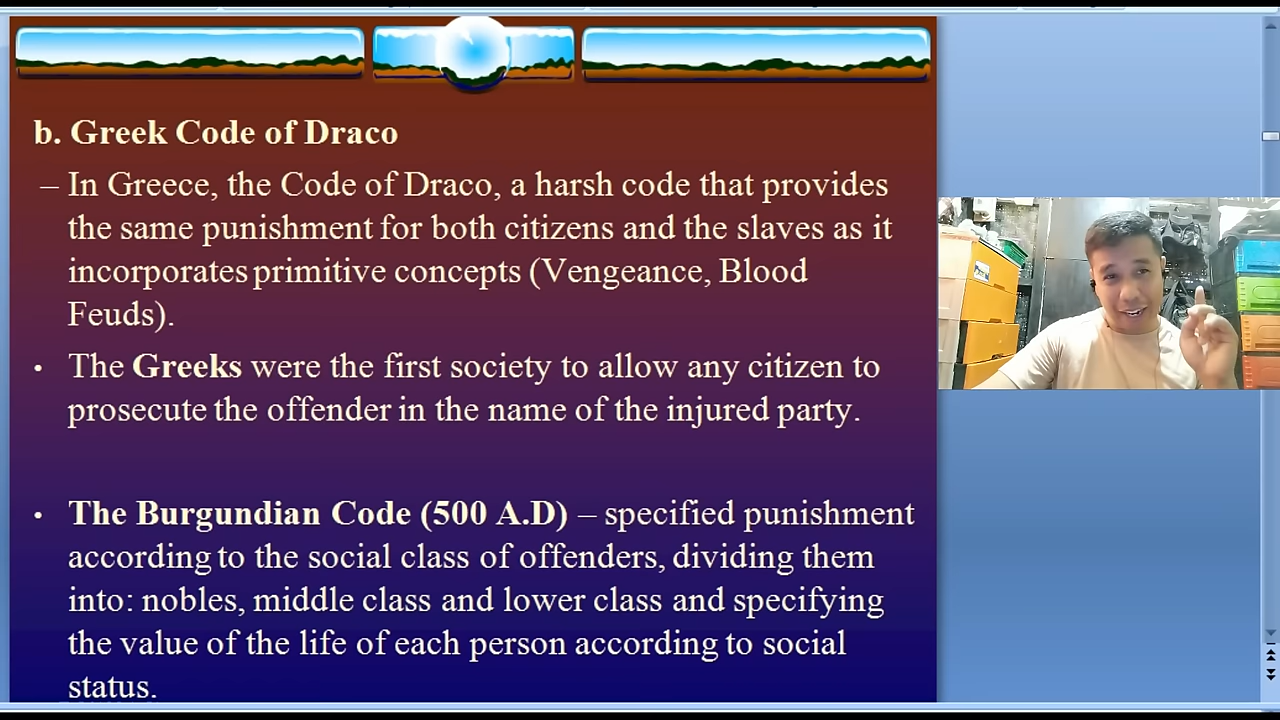 b. Greek Code of Draco
– In Greece, the Code of Draco, a harsh code that provides
the same punishment for both citizens and the slaves as it
incorporates primitive concepts (Vengeance, Blood
Feuds).
• The Greeks were the first society to allow any citizen to
prosecute the offender in the name of the injured party.
• The Burgundian Code (500 A.D) – specified punishment
according to the social class of offenders, dividing them
into: nobles, middle class and lower class and specifying
the value of the life of each person according to social
status.